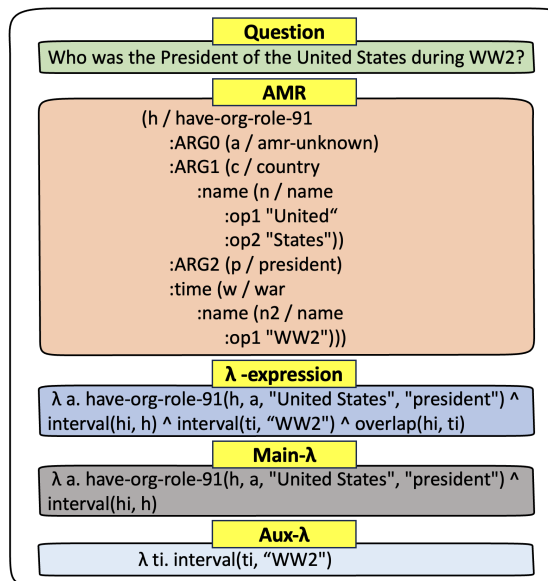 Question
Who was the President of the United States during WW2?
AMR
(h / have-org-role-91
:ARG0 (a / amr-unknown)
:ARG1 (c / country
:name (n / name
:op1 "United“
:op2 "States"))
:ARG2 (p / president)
:time (w / war
:name (n2 / name
:op1 "WW2")))
λ -expression
λ a. have-org-role-91(h, a, "United States", "president") ^
interval(hi, h) ^ interval(ti, “WW2") ^ overlap(hi, ti)
Main-λ
λ a. have-org-role-91(h, a, "United States", "president") ^
interval(hi, h)
Aux-λ
λ ti. interval(ti, “WW2")